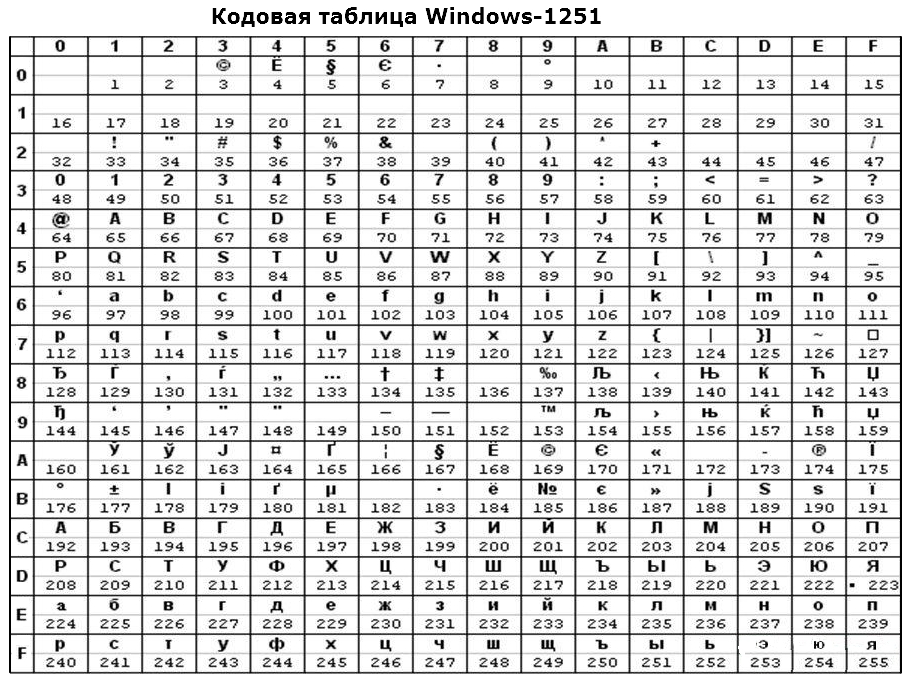 Кодовая таблица Windows-1251
0 1 2 3 4 5 6 7 8 9 A B C D E F
0 © Ё § Є · °
1 2 3 4 5 6 7 8 9 10 11 12 13 14 15
1
16 17 18 19 20 21 22 23 24 25 26 27 28 29 30 31
2 ! " # $ % & ( ) * + /
32 33 34 35 36 37 38 39 40 41 42 43 44 45 46 47
3 0 1 2 3 4 5 6 7 8 9 : ; < = > ?
48 49 50 51 52 53 54 55 56 57 58 59 60 61 62 63
4 @ A B C D E F G H I J K L M N O
64 65 66 67 68 69 70 71 72 73 74 75 76 77 78 79
5 P Q R S T U V W X Y Z [ \ ] ^ _
80 81 82 83 84 85 86 87 88 89 90 91 92 93 94 95
6 ‘ a b c d e f g h i j k l m n o
96 97 98 99 100 101 102 103 104 105 106 107 108 109 110 111
7 p q r s t u v w x y z { | }] ~ □
112 113 114 115 116 117 118 119 120 121 122 123 124 125 126 127
8 Ђ Ѓ ‚ ѓ „ … † ‡ ‰ Љ ‹ Њ Ќ Ћ Џ
128 129 130 131 132 133 134 135 136 137 138 139 140 141 142 143
9 ђ ‘ ’ " " – — ™ љ › њ ќ ћ џ
144 145 146 147 148 149 150 151 152 153 154 155 156 157 158 159
A Ў ў Ј ¤ Ґ ¦ § Ё © Є « - ® Ї
160 161 162 163 164 165 166 167 168 169 170 171 172 173 174 175
B ° ± І і ґ µ · ё № є » ј Ѕ ѕ ї
176 177 178 179 180 181 182 183 184 185 186 187 188 189 190 191
C А Б В Г Д Е Ж З И Й К Л М Н О П
192 193 194 195 196 197 198 199 200 201 202 203 204 205 206 207
D Р С Т У Ф Х Ц Ч Ш Щ Ъ Ы Ь Э Ю Я
208 209 210 211 212 213 214 215 216 217 218 219 220 221 222 ▪ 223
E а б в г д е ж з и й к л м н о п
224 225 226 227 228 229 230 231 232 233 234 235 236 237 238 239
F р с т у ф х ц ч ш щ ъ ы ь э ю я
240 241 242 243 244 245 246 247 248 249 250 251 252 253 254 255